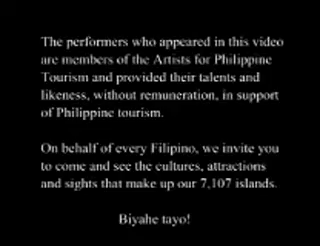 The performers who appeared in this video
are members of the Artists for Philippine
Tourism and provided their talents and
likeness, without remuneration, in support
of Philippine tourism.
On behalf of every Filipino, we invite you
to come and see the cultures, attractions
and sights that make up our 7,107 islands.
Biyahe tayo!